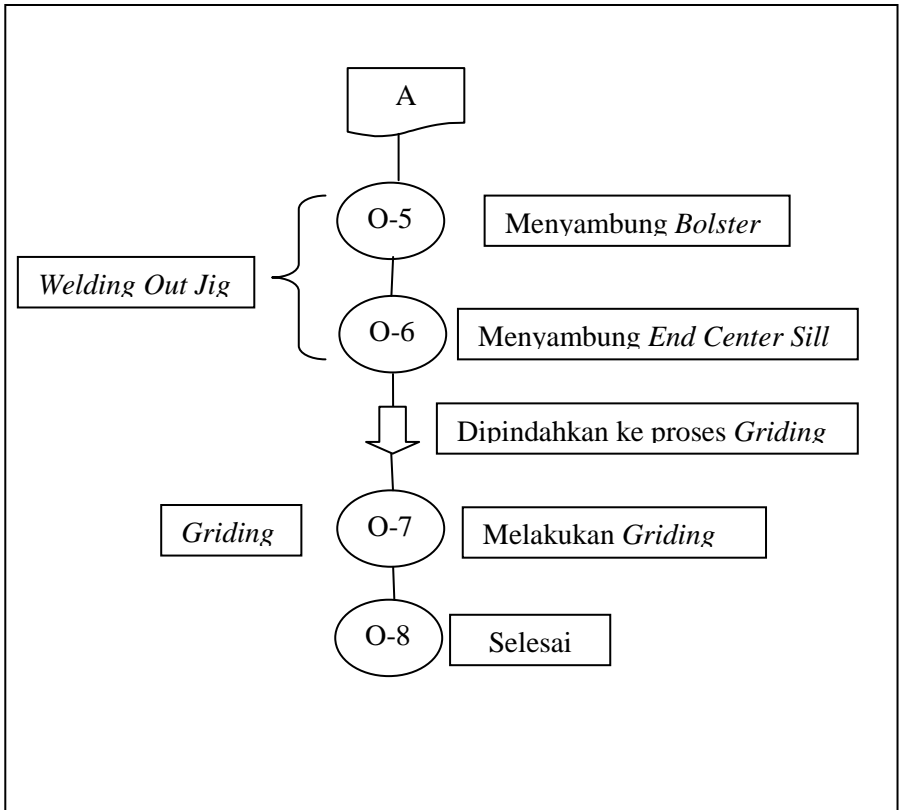 A
O-5
Menyambung Bolster
Welding Out Jig
O-6
Menyambung End Center Sill
Dipindahkan ke proses Griding
Griding
O-7
Melakukan Griding
O-8
Selesai